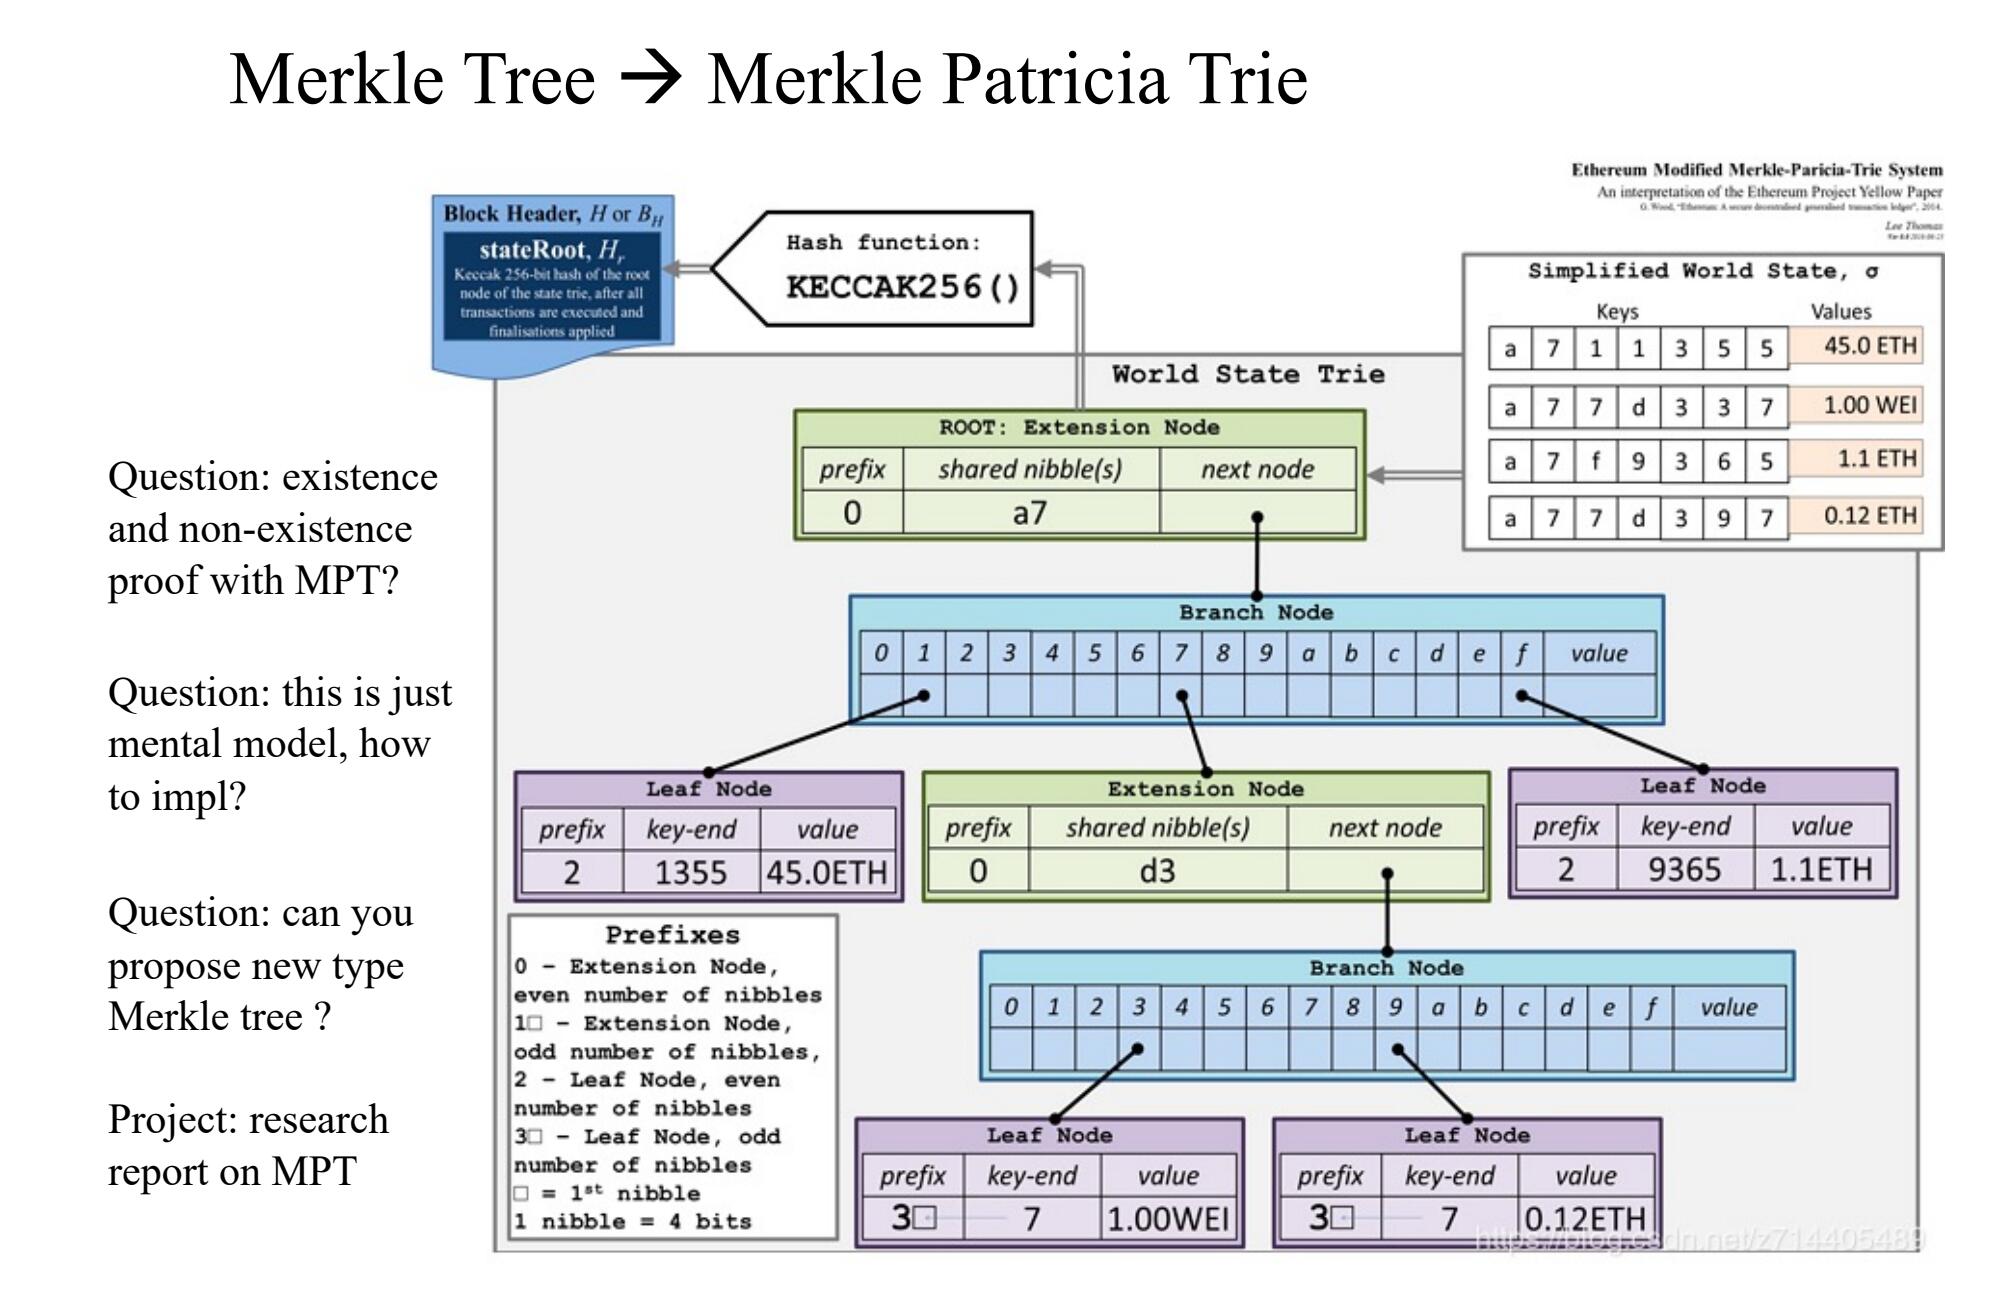 Merkle Tree → Merkle Patricia Trie
Ethereum Modified Merkle-Paricia-Trie System
An interpretation of the Ethereum Project Yellow Paper
G. Wood, "Ethereum: A secure decentralised generalised transaction ledger", 2014.
Lee Thomas
Block Header, H or B_H
stateRoot, H_r
Keccak 256-bit hash of the root
node of the state trie, after all
transactions are executed and
finalisations applied
Hash function:
KECCAK256()
Simplified World State, σ
Keys Values
a 7 1 1 3 5 5 45.0 ETH
a 7 7 d 3 3 7 1.00 WEI
a 7 f 9 3 6 5 1.1 ETH
a 7 7 d 3 9 7 0.12 ETH
World State Trie
ROOT: Extension Node
prefix shared nibble(s) next node
0 a7
Branch Node
0 1 2 3 4 5 6 7 8 9 a b c d e f value
Leaf Node
prefix key-end value
2 1355 45.0ETH
Extension Node
prefix shared nibble(s) next node
0 d3
Leaf Node
prefix key-end value
2 9365 1.1ETH
Branch Node
0 1 2 3 4 5 6 7 8 9 a b c d e f value
Leaf Node
prefix key-end value
3□ 7 1.00WEI
Leaf Node
prefix key-end value
3□ 7 0.12ETH
Prefixes
0 – Extension Node,
even number of nibbles
1□ – Extension Node,
odd number of nibbles,
2 – Leaf Node, even
number of nibbles
3□ – Leaf Node, odd
number of nibbles
□ = 1st nibble
1 nibble = 4 bits
Question: existence
and non-existence
proof with MPT?
Question: this is just
mental model, how
to impl?
Question: can you
propose new type
Merkle tree ?
Project: research
report on MPT
https://blog.csdn.net/z714405489